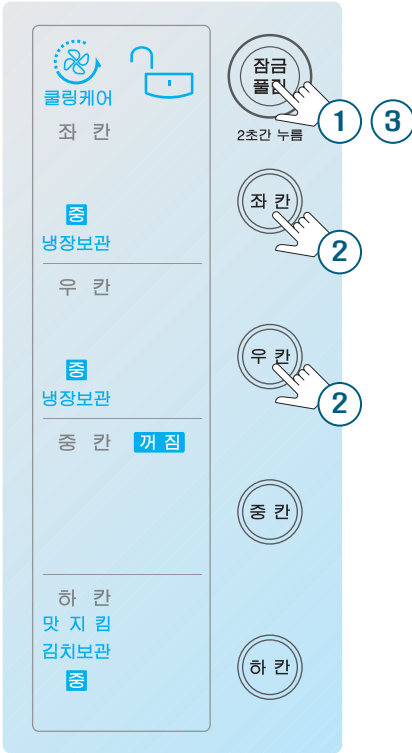 쿨링케어
좌 칸
중
냉장보관
우 칸
중
냉장보관
중 칸 꺼 짐
하 칸
맛 지 킴
김치보관
중
잠금
풀림
1 3
2초간 누름
좌 칸
2
우 칸
2
중 칸
하 칸